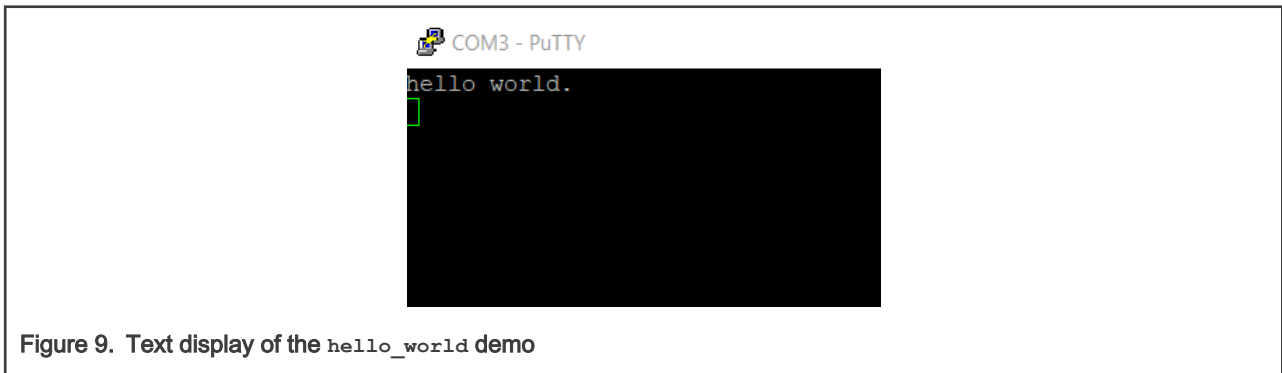 COM3 - PuTTY
hello world.
Figure 9. Text display of the hello_world demo